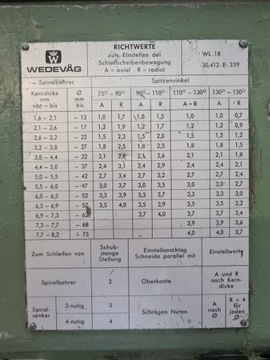 W
WEDEVÅG
RICHTWERTE
zum Einstellen der
Schleifscheibenbewegung
A = axial R = radial
WL 18
30.412-E-339
Spiralbohrer Spitzenwinkel
Kerndicke Ø 75° - 90° 90° - 110° 110° - 130° 130° - 150°
mm mm
von - bis - bis A R A R A = R A R
1,6 - 2,1 - 13 1,0 1,7 1,0 1,5 1,0 1,0 0,7
2,1 - 2,6 - 17 1,2 1,9 1,2 1,7 1,2 1,2 0,9
2,6 - 3,2 - 22 1,5 2,3 1,5 2,0 1,5 1,5 1,2
3,2 - 3,8 - 27 1,8 2,5 1,8 2,3 1,8 1,8 1,5
3,8 - 4,4 - 32 2,1 2,8 2,1 2,6 2,1 2,1 1,8
4,4 - 5,0 - 37 2,4 3,1 2,4 2,9 2,4 2,4 2,1
5,0 - 5,5 - 42 2,7 3,4 2,7 3,2 2,7 2,7 2,4
5,5 - 6,0 - 47 3,0 3,7 3,0 3,5 3,0 3,0 2,7
6,0 - 6,5 - 52 3,3 3,9 3,3 3,7 3,3 3,3 3,0
6,5 - 6,9 - 57 3,5 3,9 3,5 3,5 3,2
6,9 - 7,3 - 3,7 4,0 3,7 3,7 3,4
7,3 - 7,7 - 68 3,9 3,9 3,6
7,7 - 8,2 - 75 4,0 4,0 3,7
Zum Schleifen von Schub-
stange
Stellung Einstellanschlag
Schneide parallel mit Einstellwerte
Spiralbohrer 2 Oberkante A und R
nach Kern-
dicke
Spiral-
senker 3-nutig 3 Schrägen Nuten A
nach
Ø R = 4
für
jeden
Ø
4-nutig 4